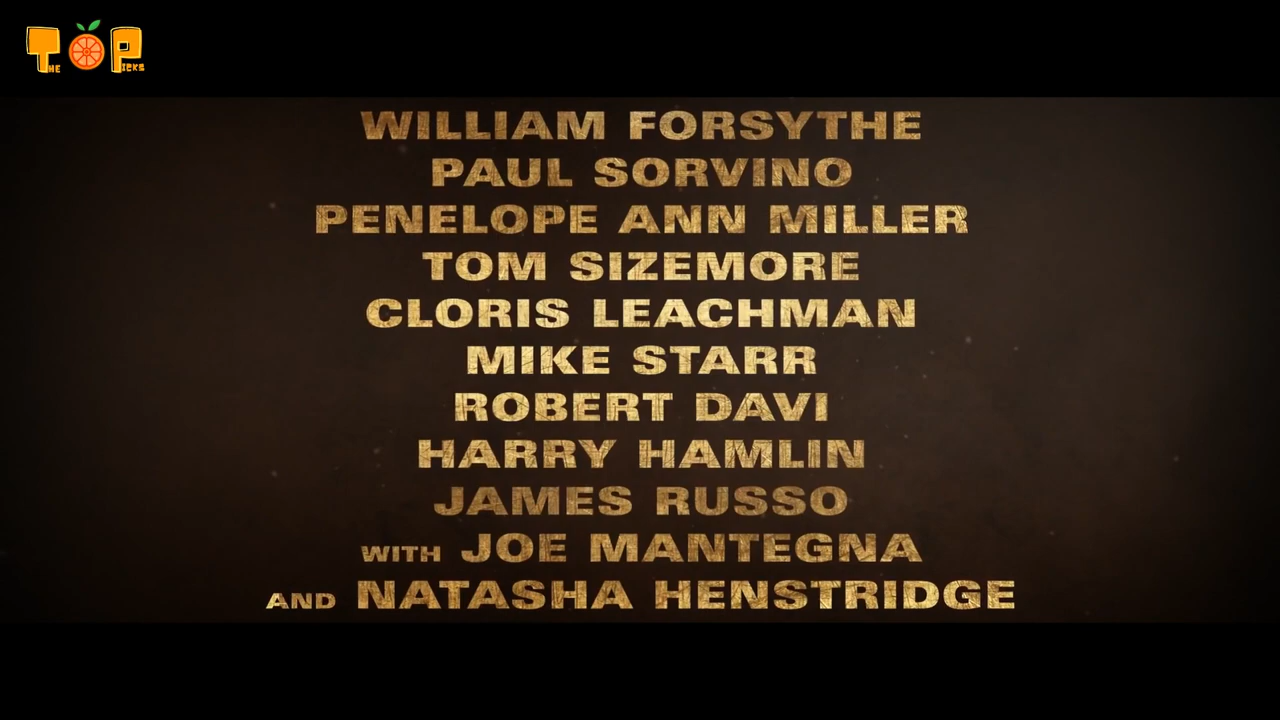 THE TOP PICKS
WILLIAM FORSYTHE
PAUL SORVINO
PENELOPE ANN MILLER
TOM SIZEMORE
CLORIS LEACHMAN
MIKE STARR
ROBERT DAVI
HARRY HAMLIN
JAMES RUSSO
WITH JOE MANTEGNA
AND NATASHA HENSTRIDGE